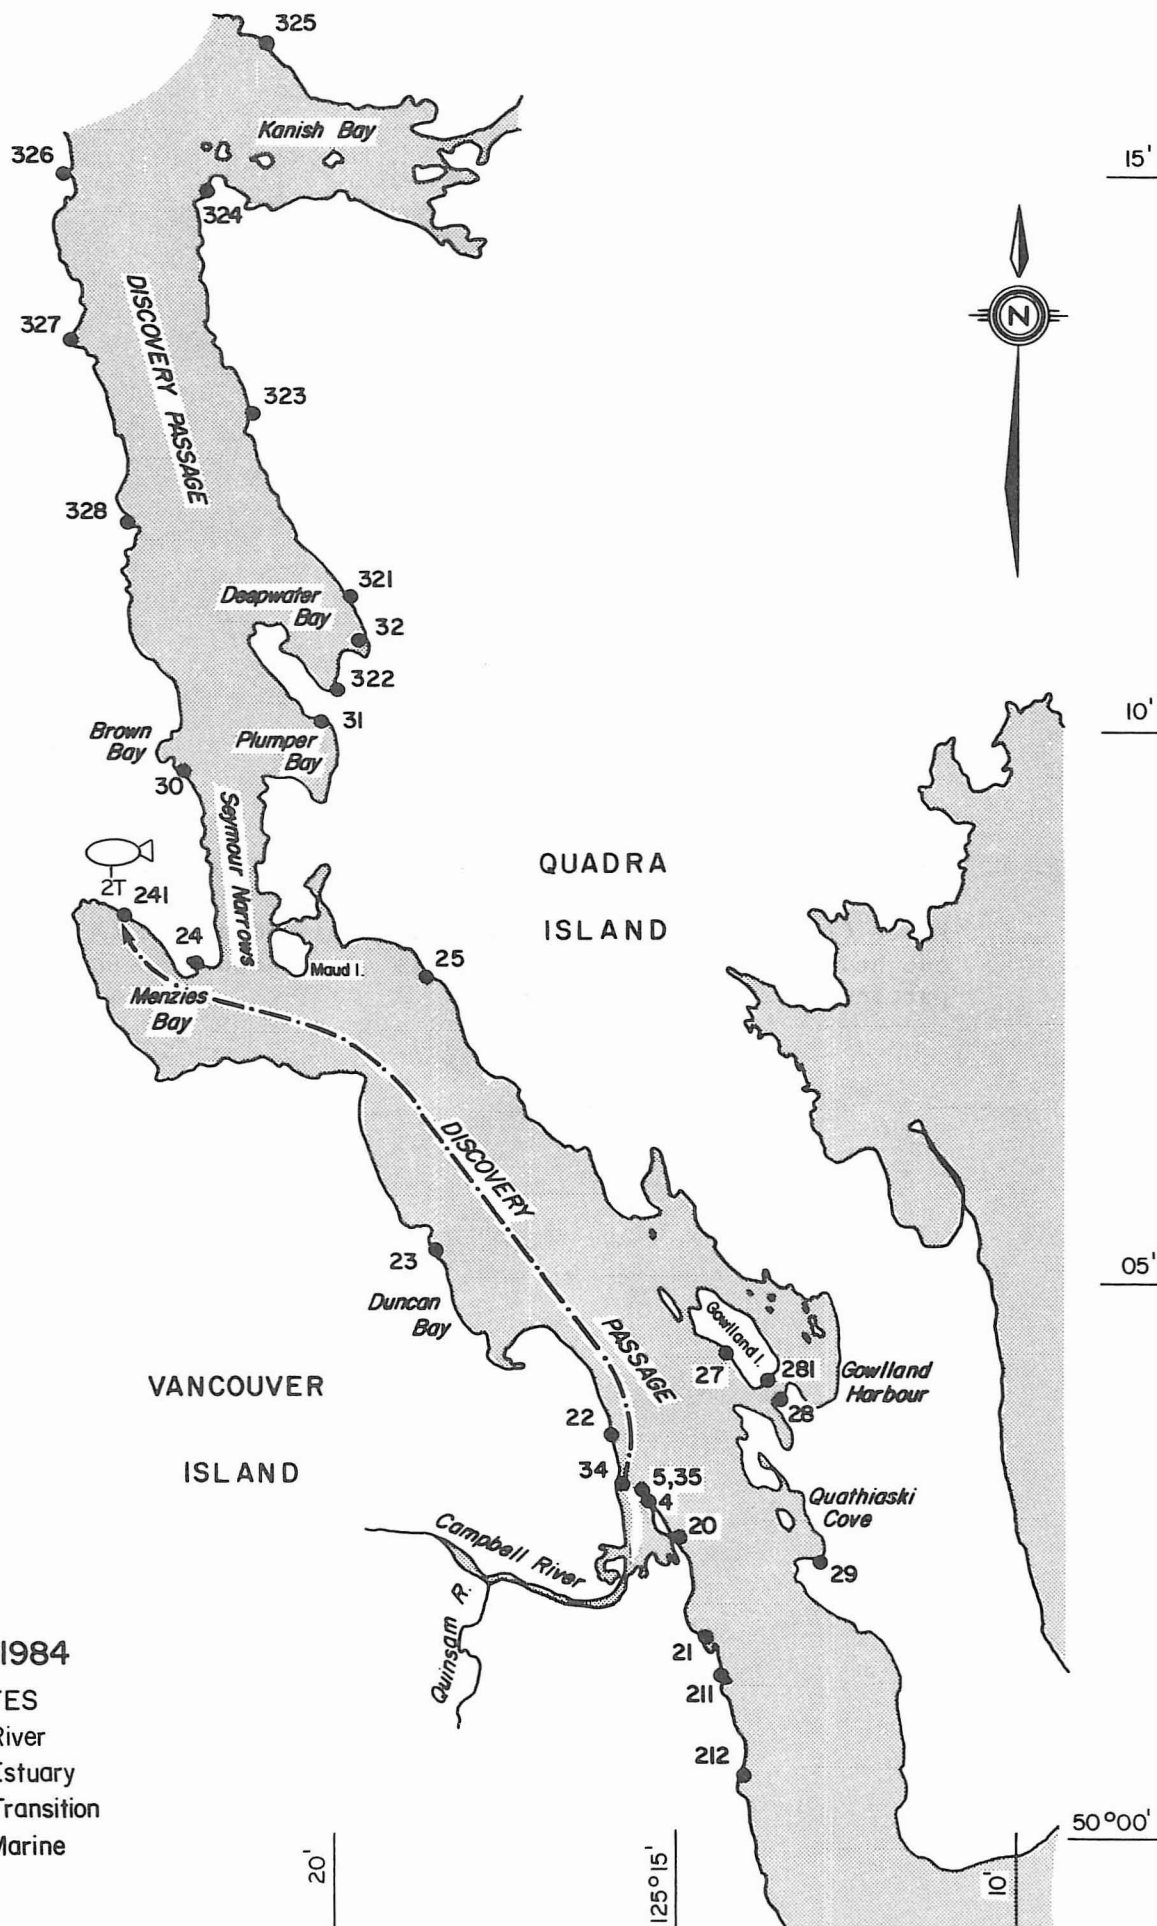 325
Kanish Bay
326
15'
324
N
327
DISCOVERY PASSAGE
323
328
321
Deepwater
Bay
32
322
31
10'
Brown
Bay
Plumper
Bay
30
Seymour Narrows
QUADRA
ISLAND
2T
241
24
25
Maud I.
Menzies
Bay
DISCOVERY
PASSAGE
23
05'
Duncan
Bay
Gowlland I.
27
281
28
Gowlland
Harbour
VANCOUVER
ISLAND
22
34
5,35
4
20
Quathiaski
Cove
29
Campbell River
Quinsam R.
21
211
212
1984
TES
River
Estuary
Transition
Marine
50°00'
20'
125°15'
10'